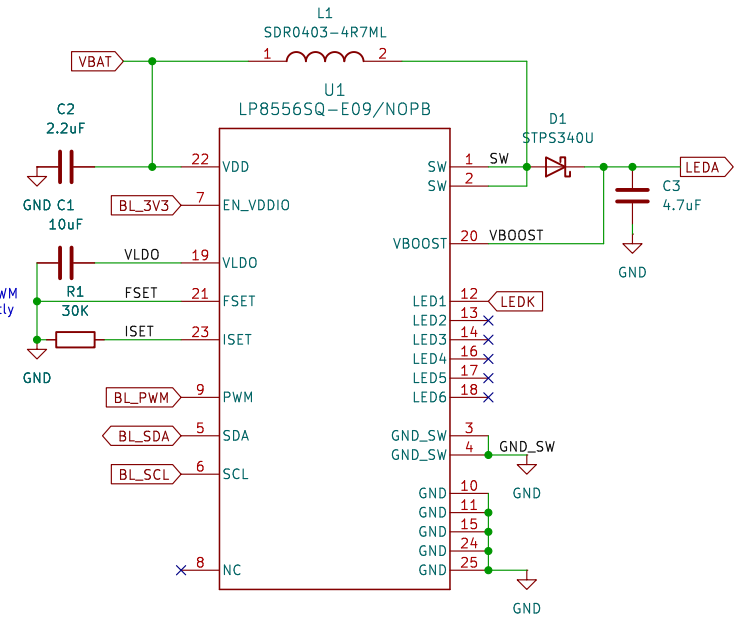 L1
SDR0403-4R7ML
VBAT
1
2
U1
LP8556SQ-E09/NOPB
C2
2.2uF
D1
STPS340U
22
VDD
SW
1
SW
LEDA
SW
2
GND
C1
10uF
BL_3V3
7
EN_VDDIO
C3
4.7uF
VBOOST
20
VBOOST
VLDO
19
VLDO
GND
WM
tly
R1
30K
FSET
21
FSET
LED1
12
LEDK
LED2
13
ISET
23
ISET
LED3
14
LED4
16
GND
LED5
17
BL_PWM
9
PWM
LED6
18
BL_SDA
5
SDA
GND_SW
3
GND_SW
4
GND_SW
BL_SCL
6
SCL
GND
GND
10
GND
11
GND
15
GND
24
8
NC
GND
25
GND